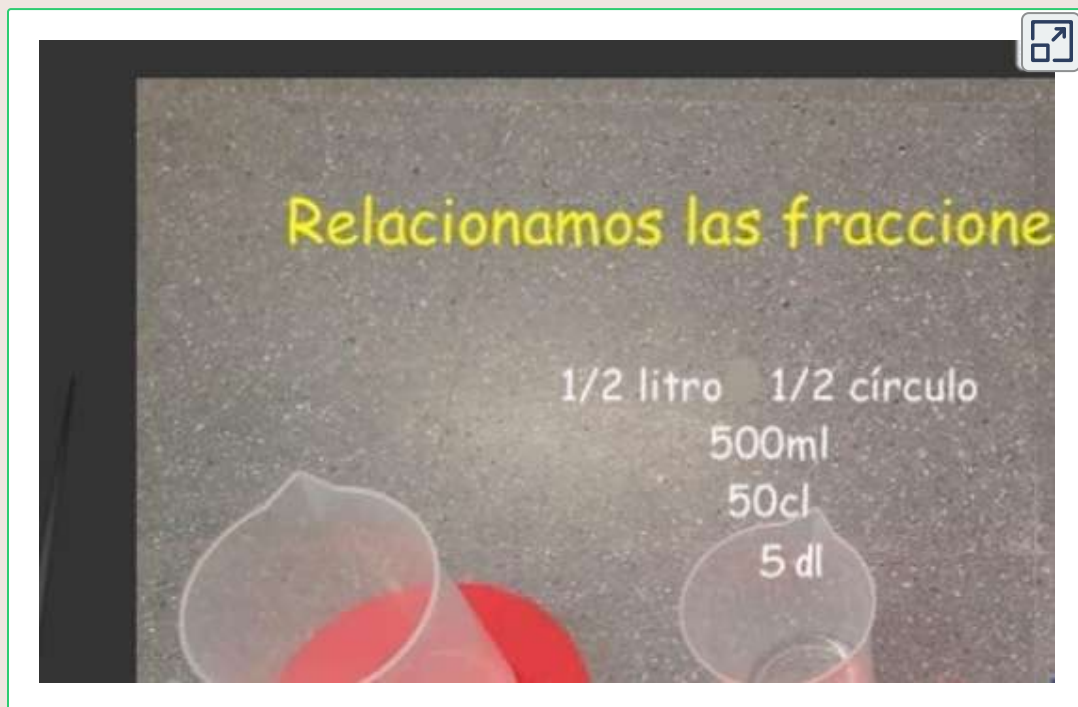 Relacionamos las fraccione
1/2 litro 1/2 círculo
500ml
50cl
5 dl